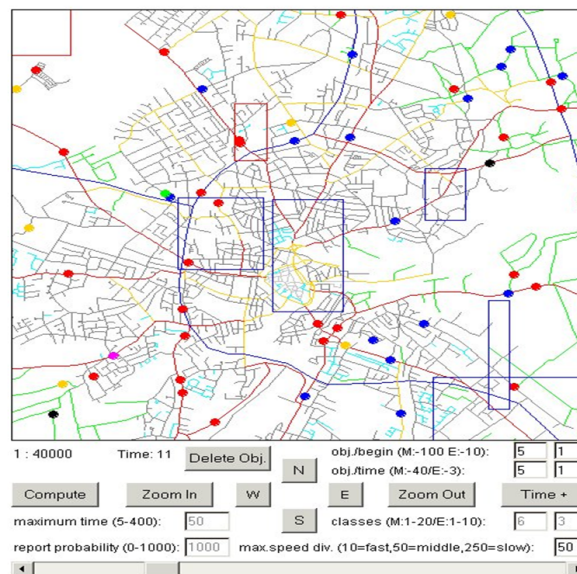 1 : 40000 Time: 11 Delete Obj. N obj./begin (M:-100 E:-10): 5 1
obj./time (M:-40/E:-3): 5 1
Compute Zoom In W E Zoom Out Time +
maximum time (5-400): 50 S classes (M:1-20/E:1-10): 6 3
report probability (0-1000): 1000 max.speed div. (10=fast,50=middle,250=slow): 50